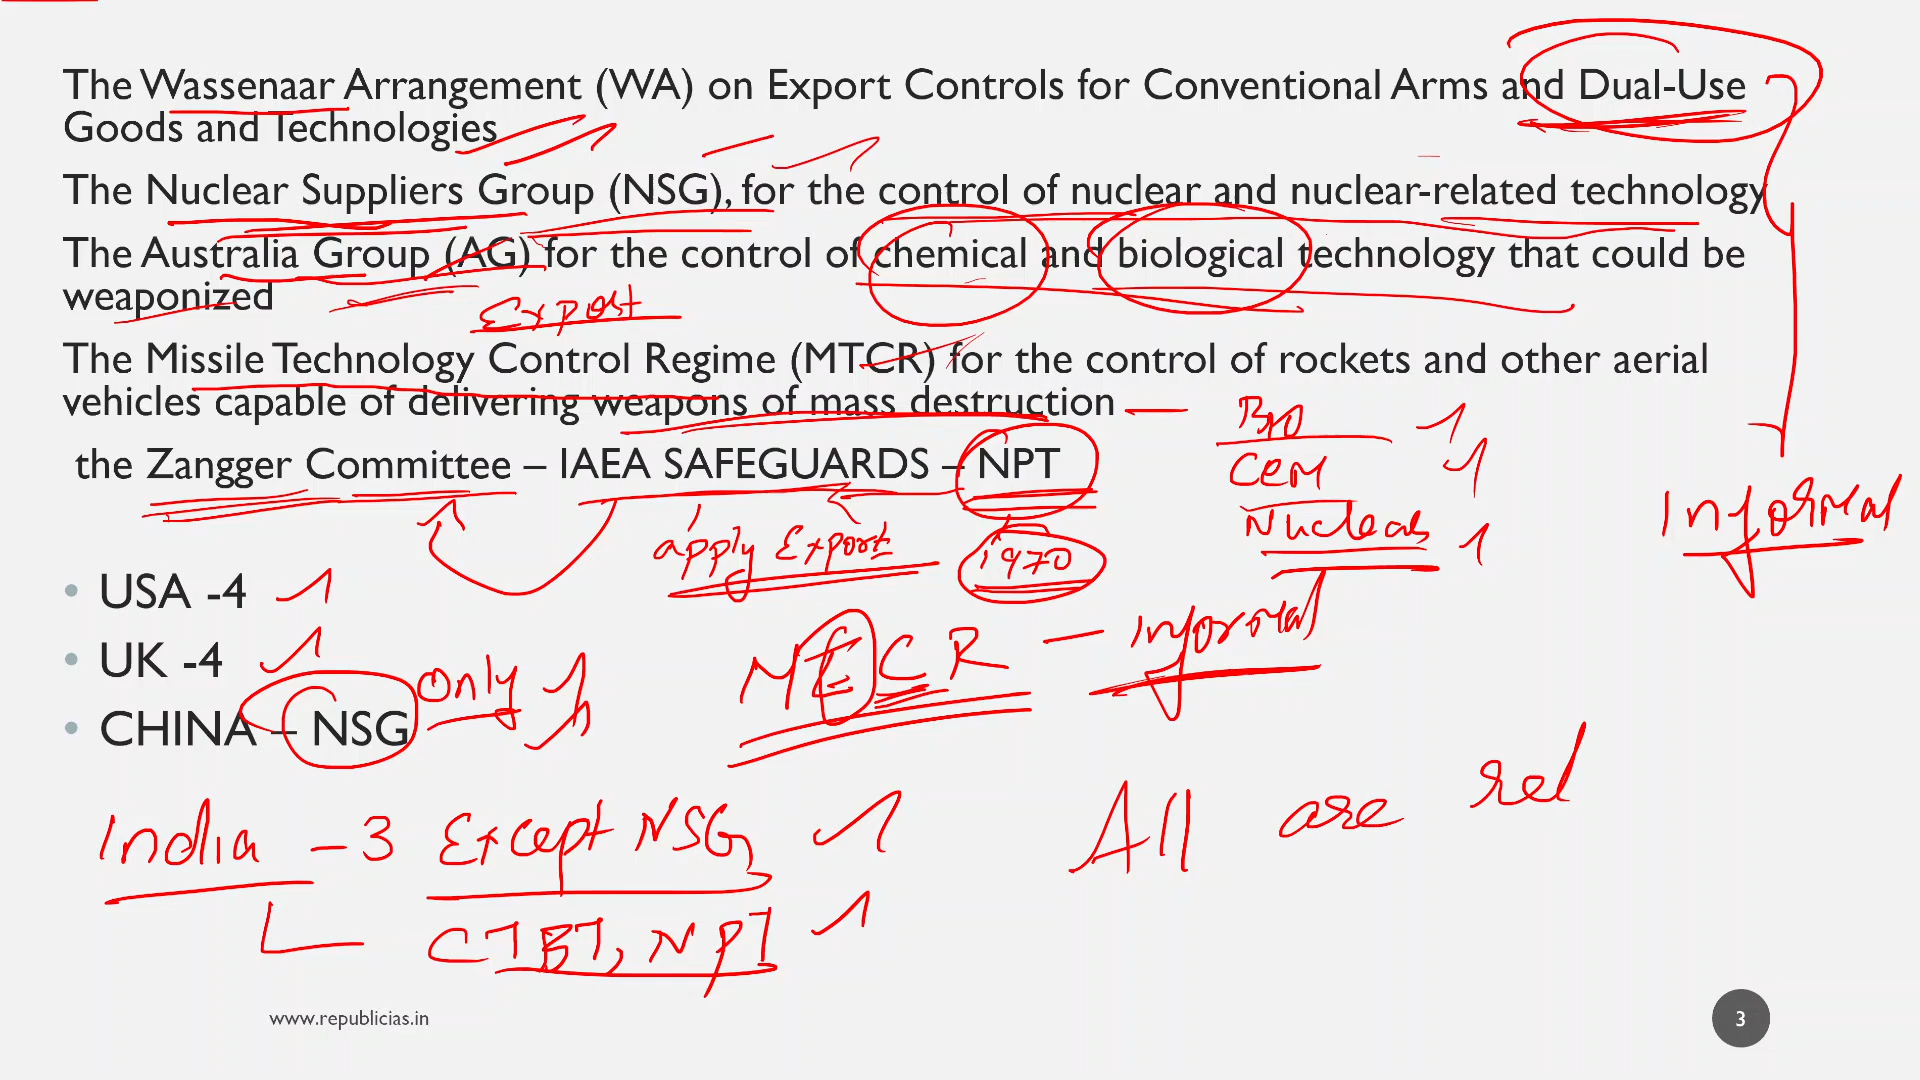 The Wassenaar Arrangement (WA) on Export Controls for Conventional Arms and Dual-Use
Goods and Technologies
The Nuclear Suppliers Group (NSG), for the control of nuclear and nuclear-related technology
The Australia Group (AG) for the control of chemical and biological technology that could be
weaponized
Export
The Missile Technology Control Regime (MTCR) for the control of rockets and other aerial
vehicles capable of delivering weapons of mass destruction —
Bio
CEM
Nuclear
the Zangger Committee – IAEA SAFEGUARDS – NPT
Informal
apply Export
1970
• USA -4
• UK -4
MECR – Informal
• CHINA – NSG only
India – 3 Except NSG
All are rel
CTBT, NPT
www.republicias.in
3